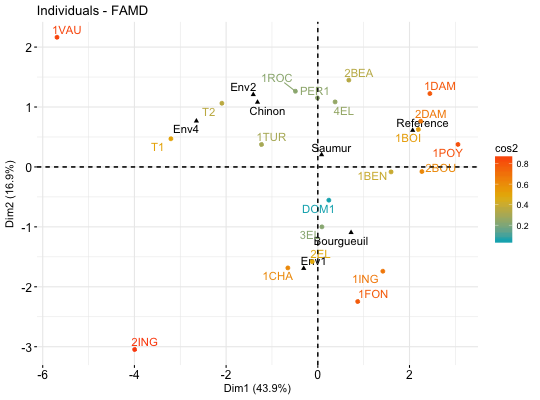 Individuals - FAMD
1VAU
2BEA
1ROC
Env2
PER1
1DAM
Chinon
4EL
T2
2DAM
Reference
Env4
1BOI
1TUR
T1
Saumur
1POY
1BEN
2BOU
DOM1
3EL
Bourgueil
2EL
Env1
1CHA
1ING
1FON
2ING
2
1
0
-1
-2
-3
-6
-4
-2
0
2
Dim1 (43.9%)
Dim2 (16.9%)
cos2
0.8
0.6
0.4
0.2